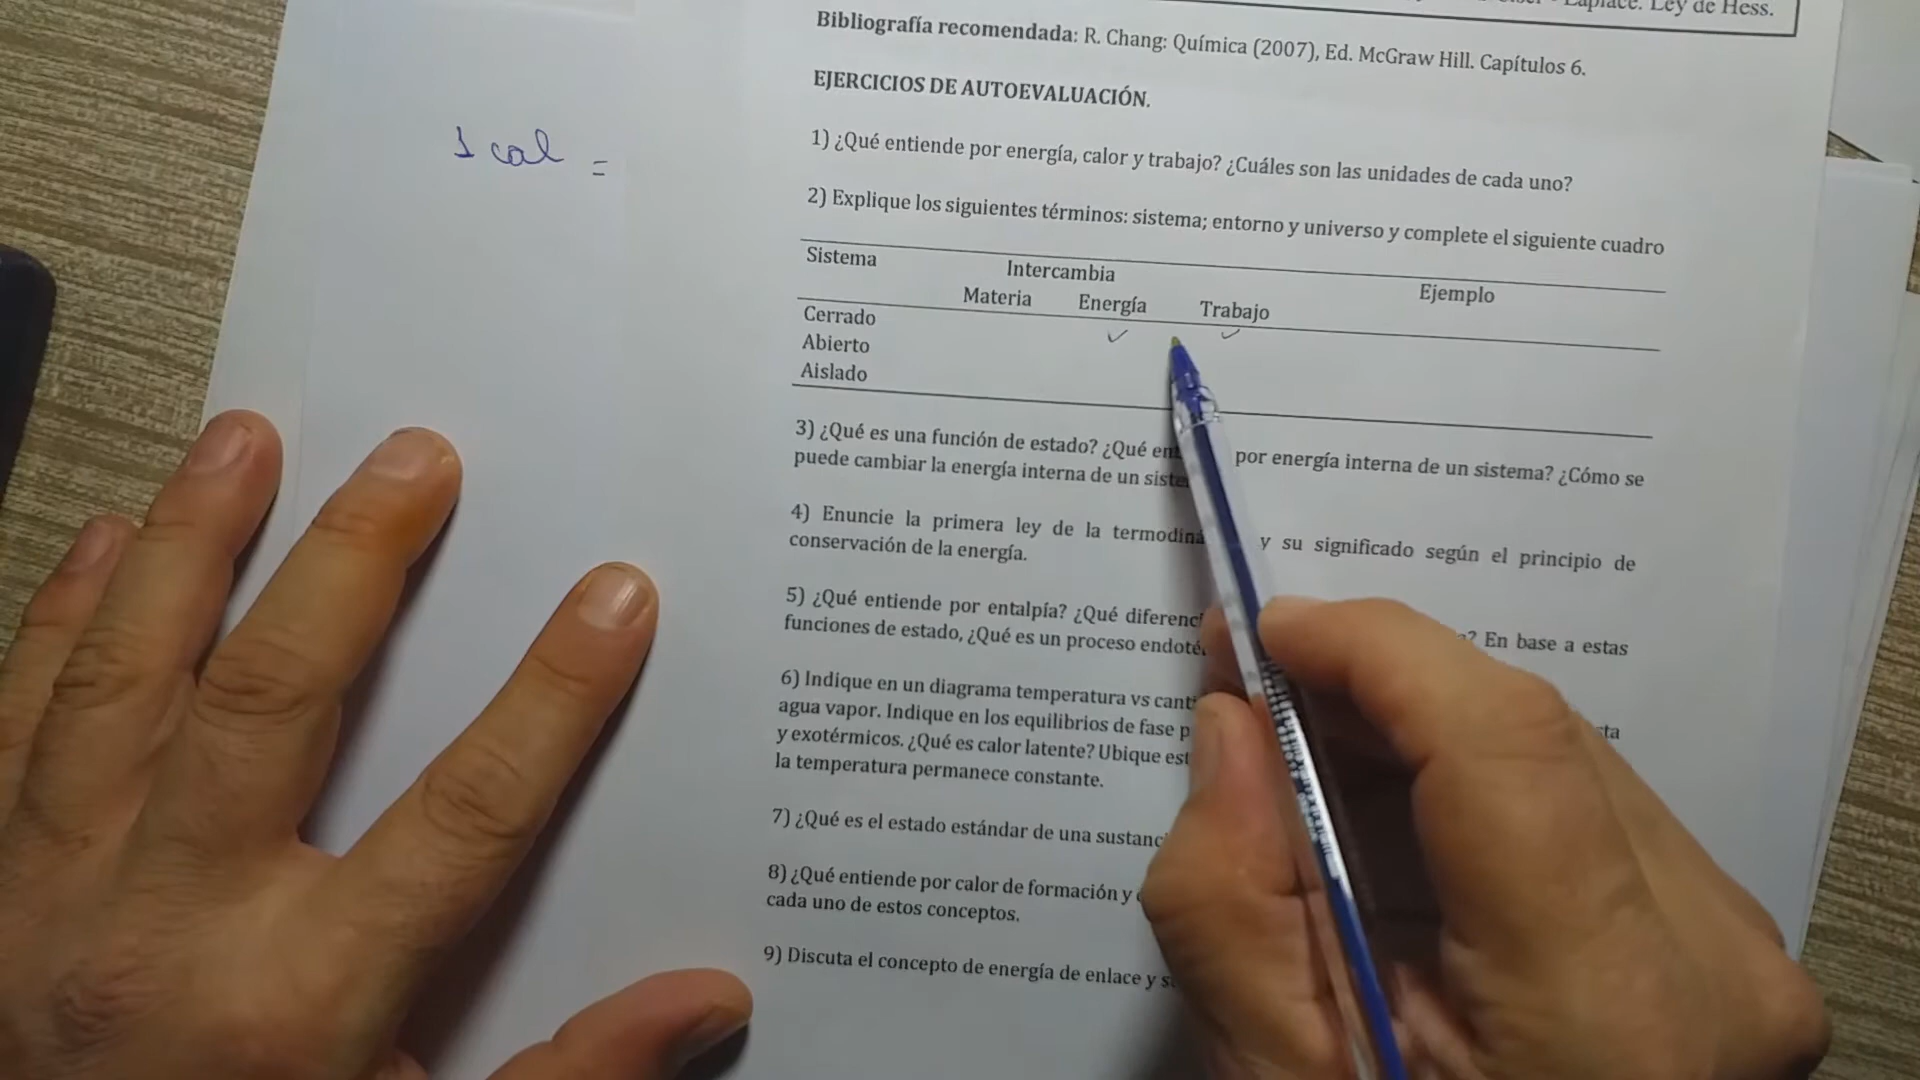 Laplace. Ley de Hess.
Bibliografía recomendada: R. Chang: Química (2007), Ed. McGraw Hill. Capítulos 6.
EJERCICIOS DE AUTOEVALUACIÓN.
1 cal =
1) ¿Qué entiende por energía, calor y trabajo? ¿Cuáles son las unidades de cada uno?
2) Explique los siguientes términos: sistema; entorno y universo y complete el siguiente cuadro
Sistema Intercambia Ejemplo
Materia Energía Trabajo
Cerrado ✓ ✓
Abierto
Aislado
3) ¿Qué es una función de estado? ¿Qué por energía interna de un sistema? ¿Cómo se
puede cambiar la energía interna de un
4) Enuncie la primera ley de la y su significado según el principio de
conservación de la energía.
5) ¿Qué entiende por entalpía? ¿Qué En base a estas
funciones de estado, ¿Qué es un proceso
6) Indique en un diagrama temperatura vs
agua vapor. Indique en los equilibrios de fase
y exotérmicos. ¿Qué es calor latente? Ubique
la temperatura permanece constante.
7) ¿Qué es el estado estándar de una
8) ¿Qué entiende por calor de formación y
cada uno de estos conceptos.
9) Discuta el concepto de energía de enlace y